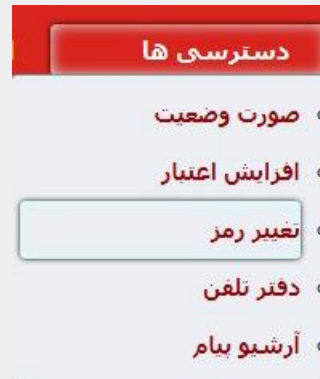 دسترسی ها
صورت وضعیت
افزایش اعتبار
تغییر رمز
دفتر تلفن
آرشیو پیام